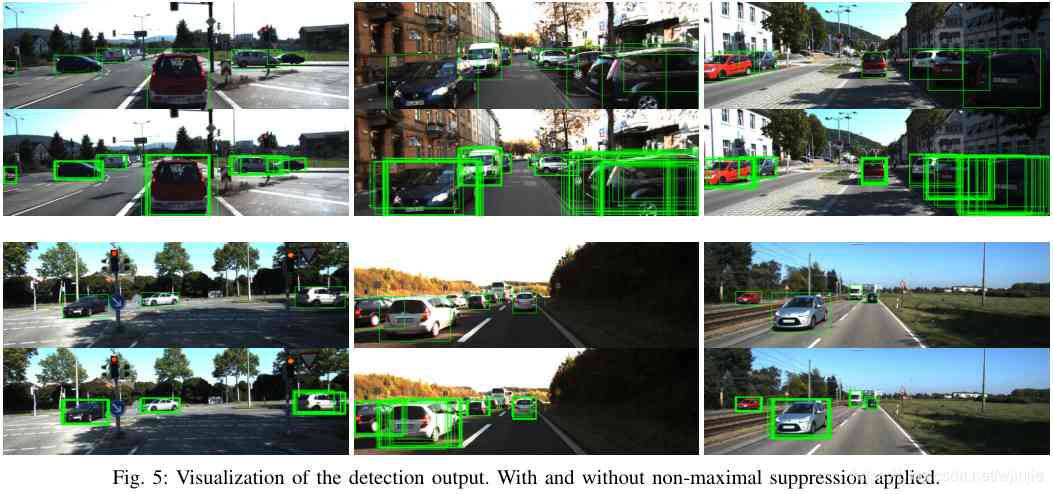 Fig. 5: Visualization of the detection output. With and without non-maximal suppression applied.